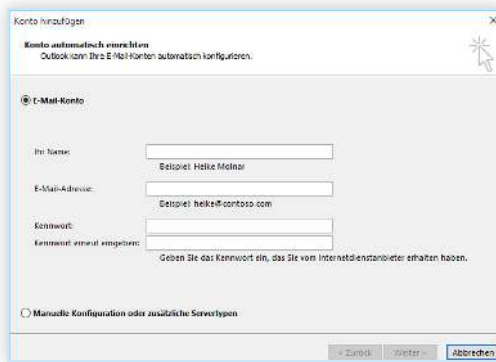 Konto hinzufügen
Konto automatisch einrichten
Outlook kann Ihre E-Mail-Konten automatisch konfigurieren.
E-Mail-Konto
Ihr Name:
Beispiel: Heike Molnar
E-Mail-Adresse:
Beispiel: heike@contoso.com
Kennwort:
Kennwort erneut eingeben:
Geben Sie das Kennwort ein, das Sie vom Internetdienstanbieter erhalten haben.
Manuelle Konfiguration oder zusätzliche Servertypen
< Zurück Weiter > Abbrechen